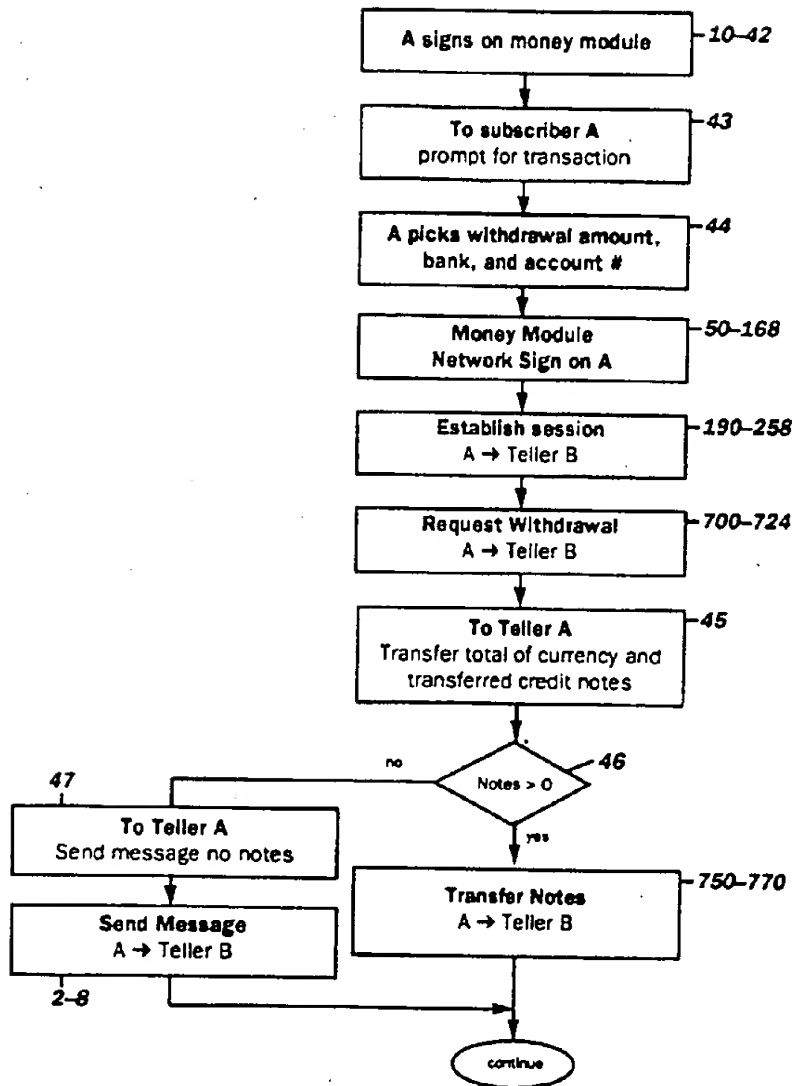 A signs on money module
10–42
To subscriber A
prompt for transaction
43
A picks withdrawal amount,
bank, and account #
44
Money Module
Network Sign on A
50–168
Establish session
A → Teller B
190–258
Request Withdrawal
A → Teller B
700–724
To Teller A
Transfer total of currency and
transferred credit notes
45
Notes > 0
46
no
yes
47
To Teller A
Send message no notes
Send Message
A → Teller B
2–8
Transfer Notes
A → Teller B
750–770
continue